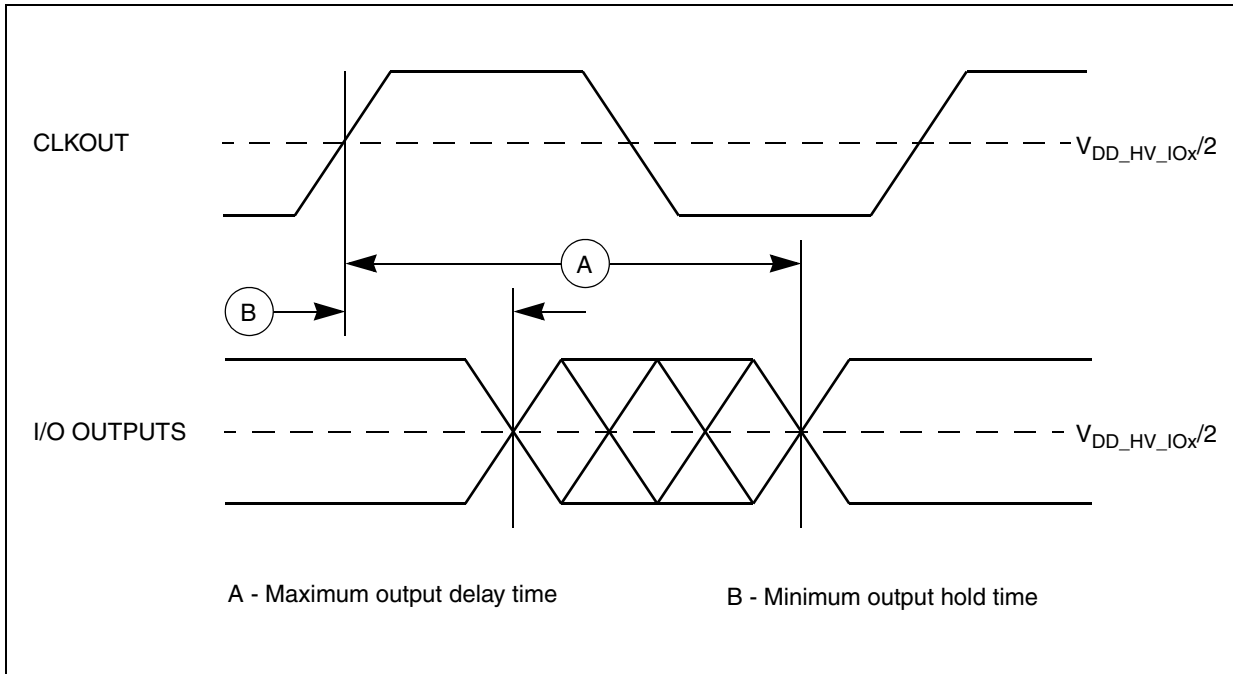 CLKOUT
V_DD_HV_IOx/2
A
B
I/O OUTPUTS
V_DD_HV_IOx/2
A - Maximum output delay time
B - Minimum output hold time